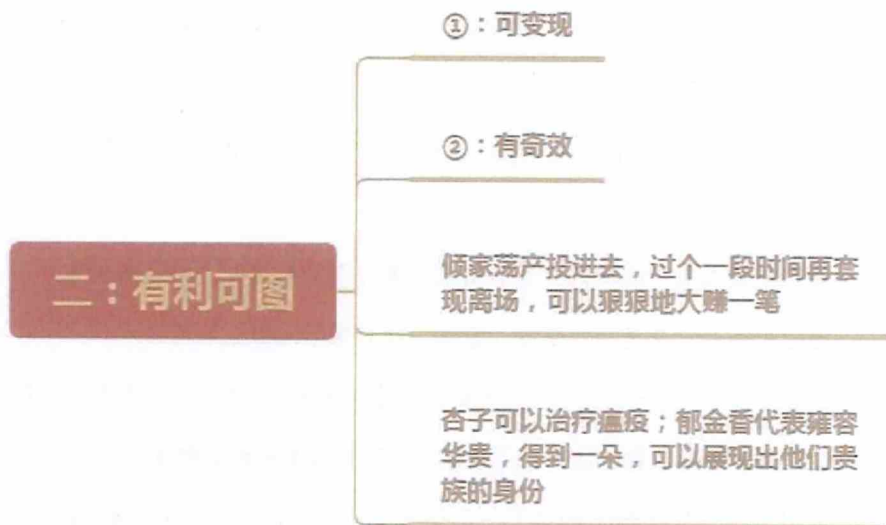 ①：可变现
②：有奇效
二：有利可图
倾家荡产投进去，过个一段时间再套
现离场，可以狠狠地大赚一笔
杏子可以治疗瘟疫；郁金香代表雍容
华贵，得到一朵，可以展现出他们贵
族的身份